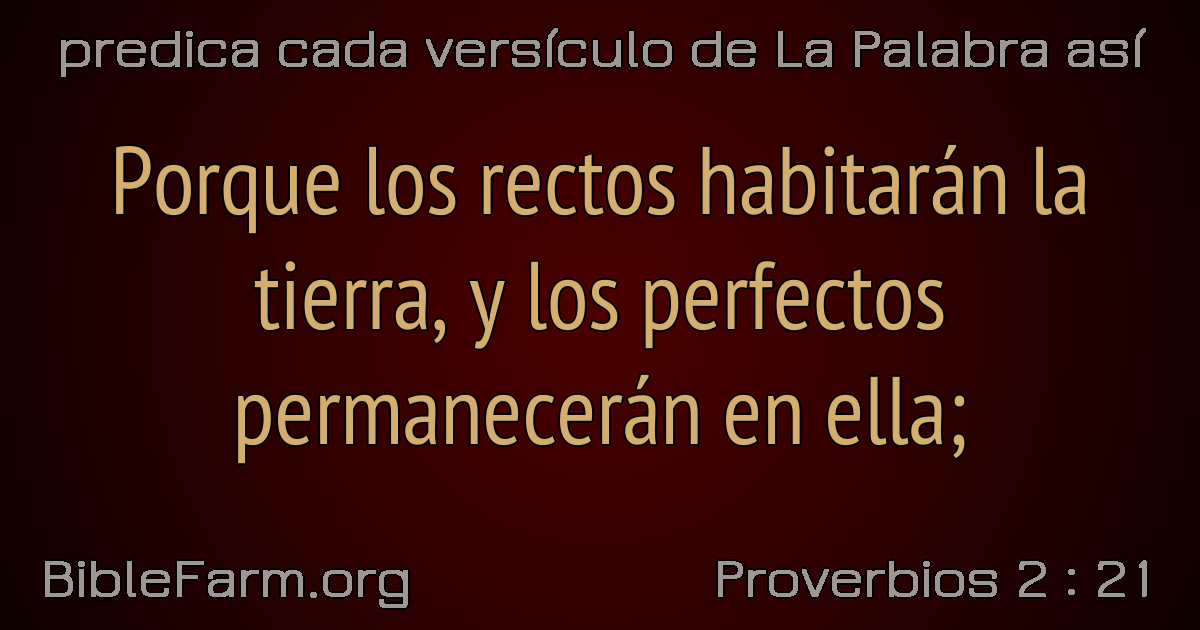 predica cada versículo de La Palabra así
Porque los rectos habitarán la
tierra, y los perfectos
permanecerán en ella;
BibleFarm.org
Proverbios 2 : 21